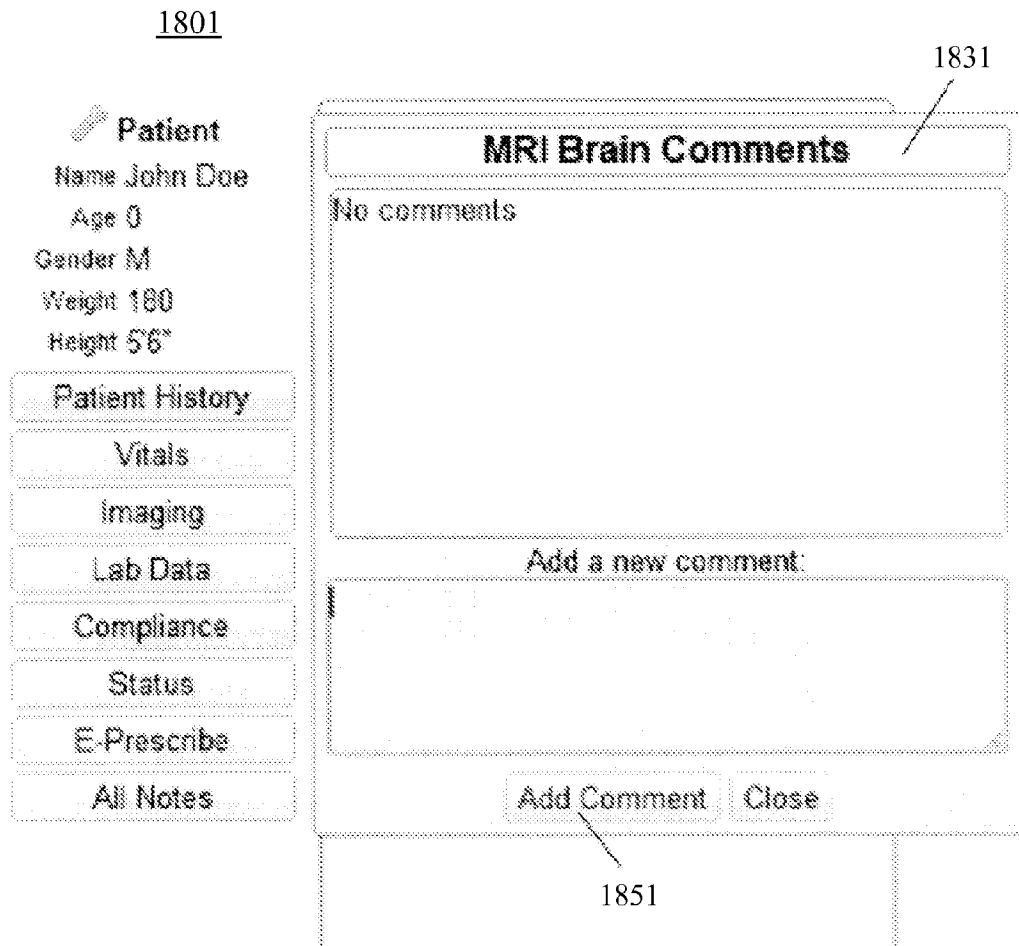 1801
1831
Patient
Name John Doe
Age 0
Gender M
Weight 180
Height 5'6"
Patient History
Vitals
Imaging
Lab Data
Compliance
Status
E-Prescribe
All Notes
MRI Brain Comments
No comments
Add a new comment:
Add Comment Close
1851